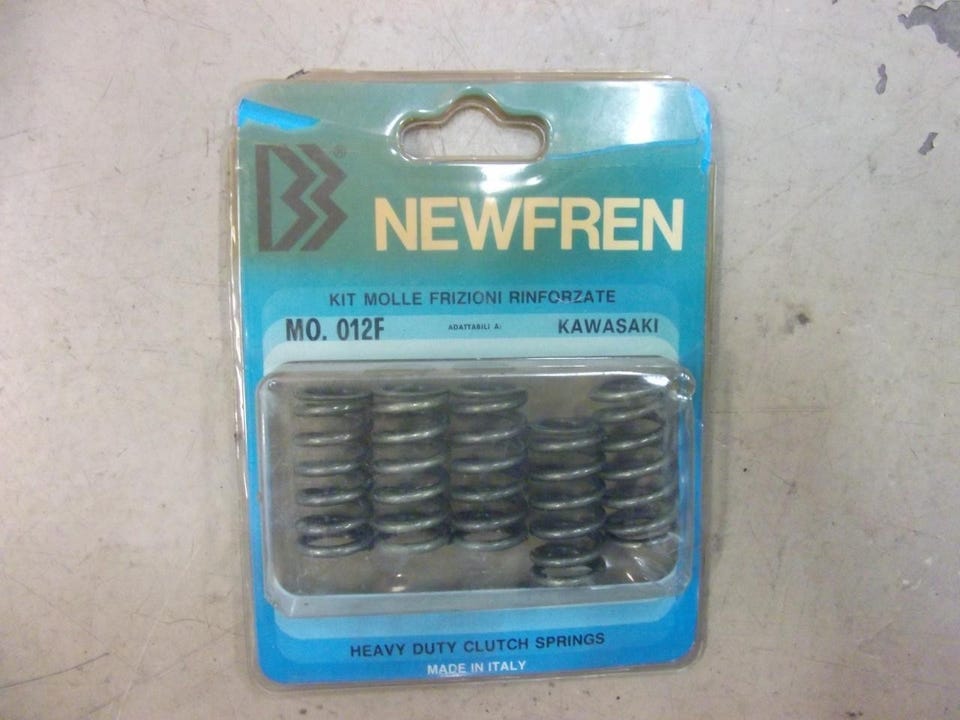 ®
NEWFREN
KIT MOLLE FRIZIONI RINFORZATE
MO. 012F ADATTABILI A: KAWASAKI
HEAVY DUTY CLUTCH SPRINGS
MADE IN ITALY